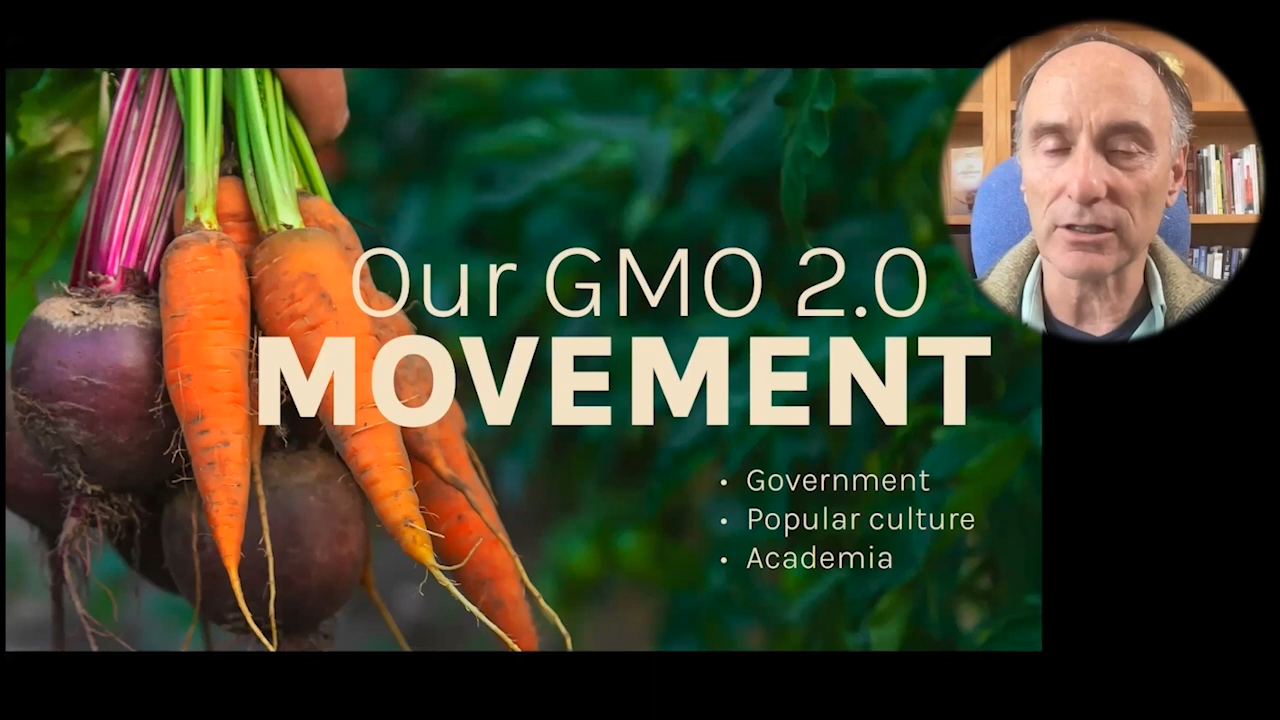 Our GMO 2.0
MOVEMENT
• Government
• Popular culture
• Academia